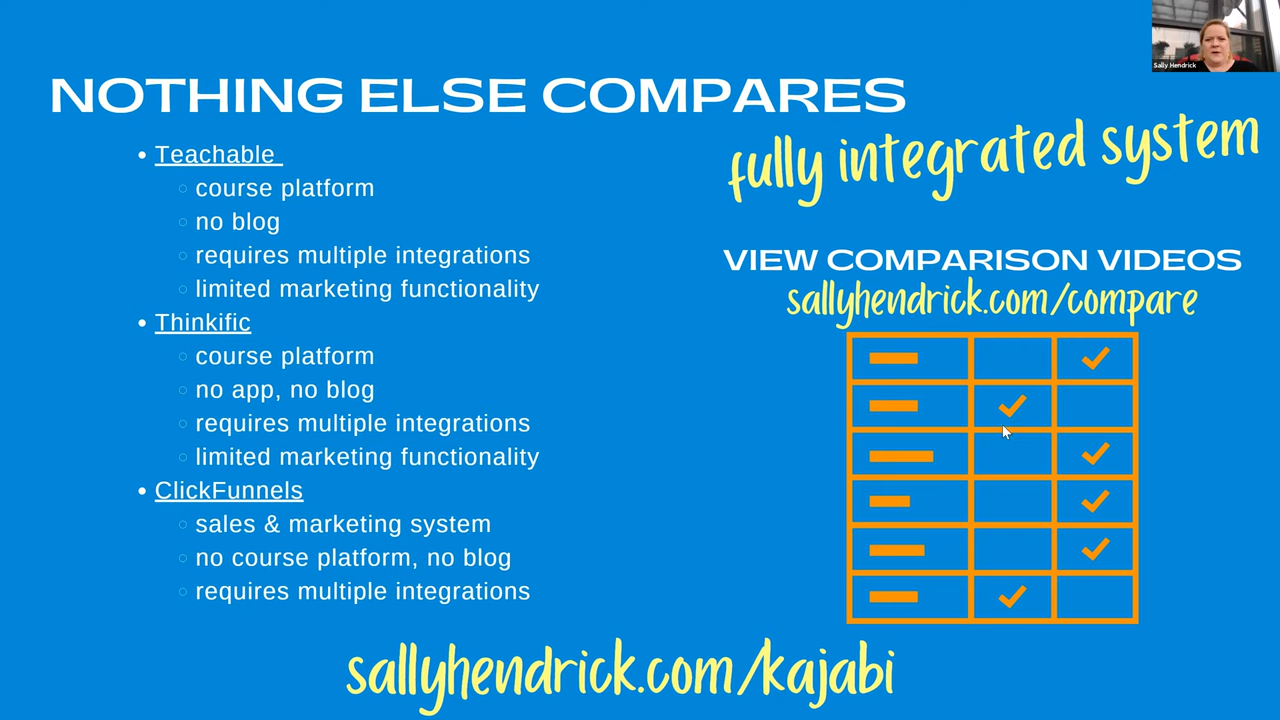 Sally Hendrick
NOTHING ELSE COMPARES
fully integrated system
• Teachable
○ course platform
○ no blog
○ requires multiple integrations
○ limited marketing functionality
• Thinkific
○ course platform
○ no app, no blog
○ requires multiple integrations
○ limited marketing functionality
• ClickFunnels
○ sales & marketing system
○ no course platform, no blog
○ requires multiple integrations
VIEW COMPARISON VIDEOS
sallyhendrick.com/compare
sallyhendrick.com/kajabi